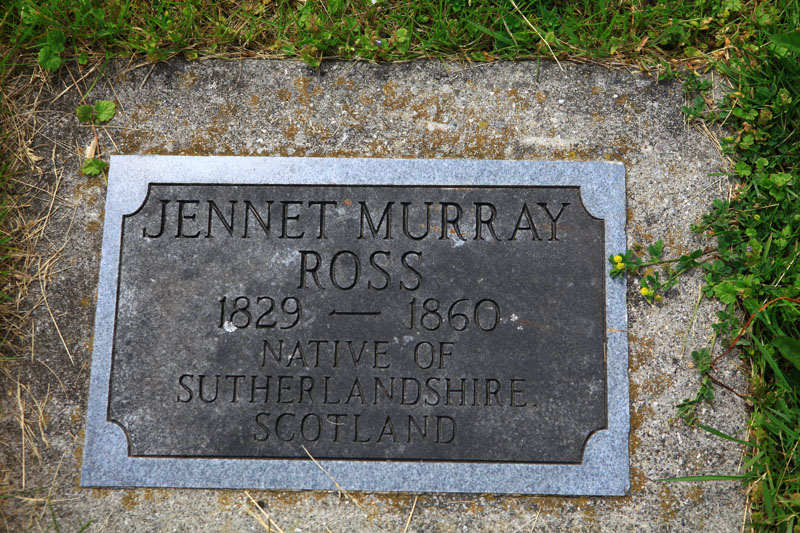 JENNET MURRAY
ROSS
1829 — 1860
NATIVE OF
SUTHERLANDSHIRE.
SCOTLAND